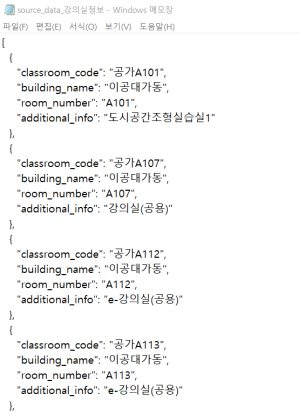 source_data_강의실정보 - Windows 메모장
파일(F) 편집(E) 서식(O) 보기(V) 도움말
[
{
"classroom_code": "공가A101",
"building_name": "이공대가동",
"room_number": "A101",
"additional_info": "도시공간조형실습실1"
},
{
"classroom_code": "공가A107",
"building_name": "이공대가동",
"room_number": "A107",
"additional_info": "강의실(공용)"
},
{
"classroom_code": "공가A112",
"building_name": "이공대가동",
"room_number": "A112",
"additional_info": "e-강의실(공용)"
},
{
"classroom_code": "공가A113",
"building_name": "이공대가동",
"room_number": "A113",
"additional_info": "e-강의실(공용)"
},